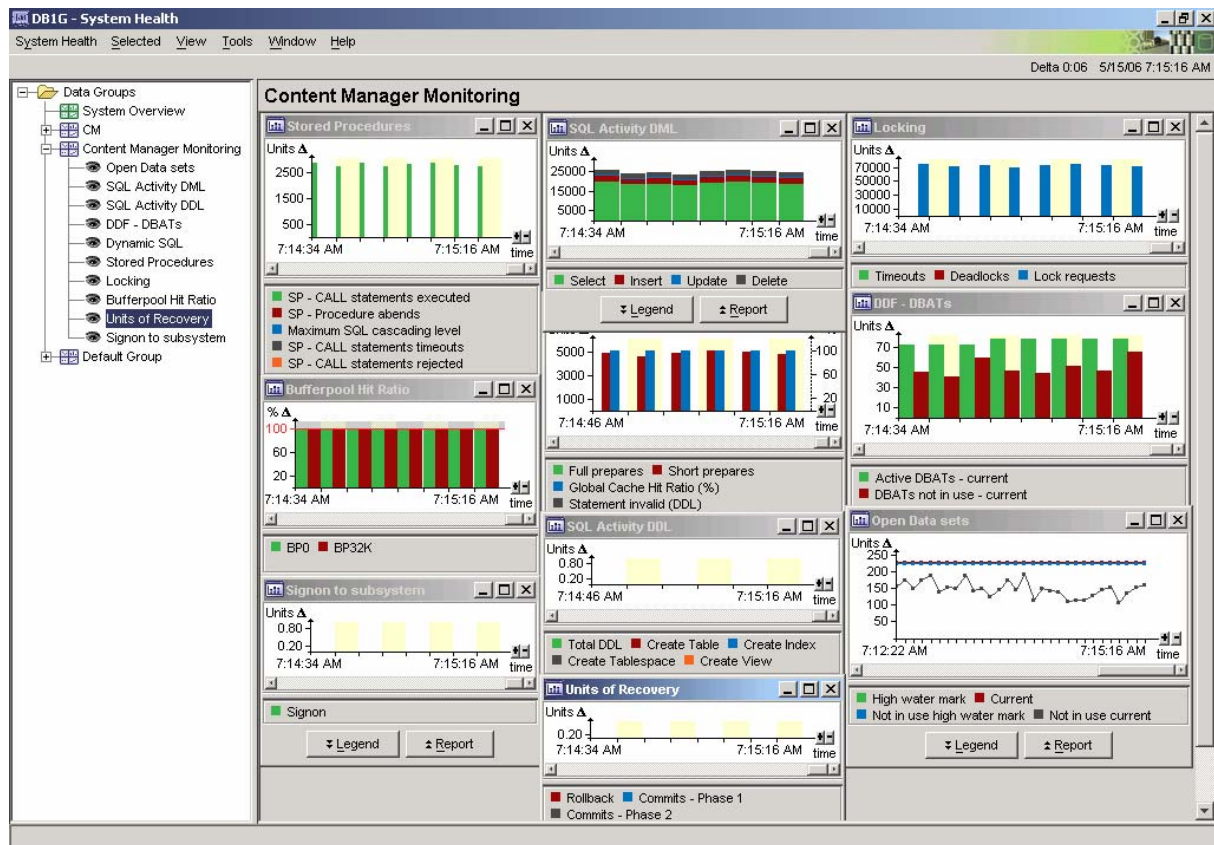 DB1G - System Health
System Health Selected View Tools Window Help
Delta 0:06 5/15/06 7:15:16 AM
Data Groups
System Overview
CM
Content Manager Monitoring
Open Data sets
SQL Activity DML
SQL Activity DDL
DDF - DBATs
Dynamic SQL
Stored Procedures
Locking
Bufferpool Hit Ratio
Units of Recovery
Signon to subsystem
Default Group
Content Manager Monitoring
Stored Procedures
Units Δ
2500
1500
500
7:14:34 AM 7:15:16 AM time
SP - CALL statements executed
SP - Procedure abends
Maximum SQL cascading level
SP - CALL statements timeouts
SP - CALL statements rejected
Bufferpool Hit Ratio
% Δ
100
60
20
7:14:34 AM 7:15:16 AM time
BP0 BP32K
Signon to subsystem
Units Δ
0.80
0.20
7:14:34 AM 7:15:16 AM time
Signon
Legend Report
SQL Activity DML
Units Δ
25000
15000
5000
7:14:34 AM 7:15:16 AM time
Select Insert Update Delete
Legend Report
5000 100
3000 60
1000 20
7:14:46 AM 7:15:16 AM time
Full prepares Short prepares
Global Cache Hit Ratio (%)
Statement invalid (DDL)
SQL Activity DDL
Units Δ
0.80
0.20
7:14:46 AM 7:15:16 AM time
Total DDL Create Table Create Index
Create Tablespace Create View
Units of Recovery
Units Δ
0.20
7:14:34 AM 7:15:16 AM time
Rollback Commits - Phase 1
Commits - Phase 2
Locking
Units Δ
70000
50000
30000
10000
7:14:34 AM 7:15:16 AM time
Timeouts Deadlocks Lock requests
DDF - DBATs
Units Δ
70
50
30
10
7:14:34 AM 7:15:16 AM time
Active DBATs - current
DBATs not in use - current
Open Data sets
Units Δ
250
200
150
100
50
7:12:22 AM 7:15:16 AM time
High water mark Current
Not in use high water mark Not in use current
Legend Report